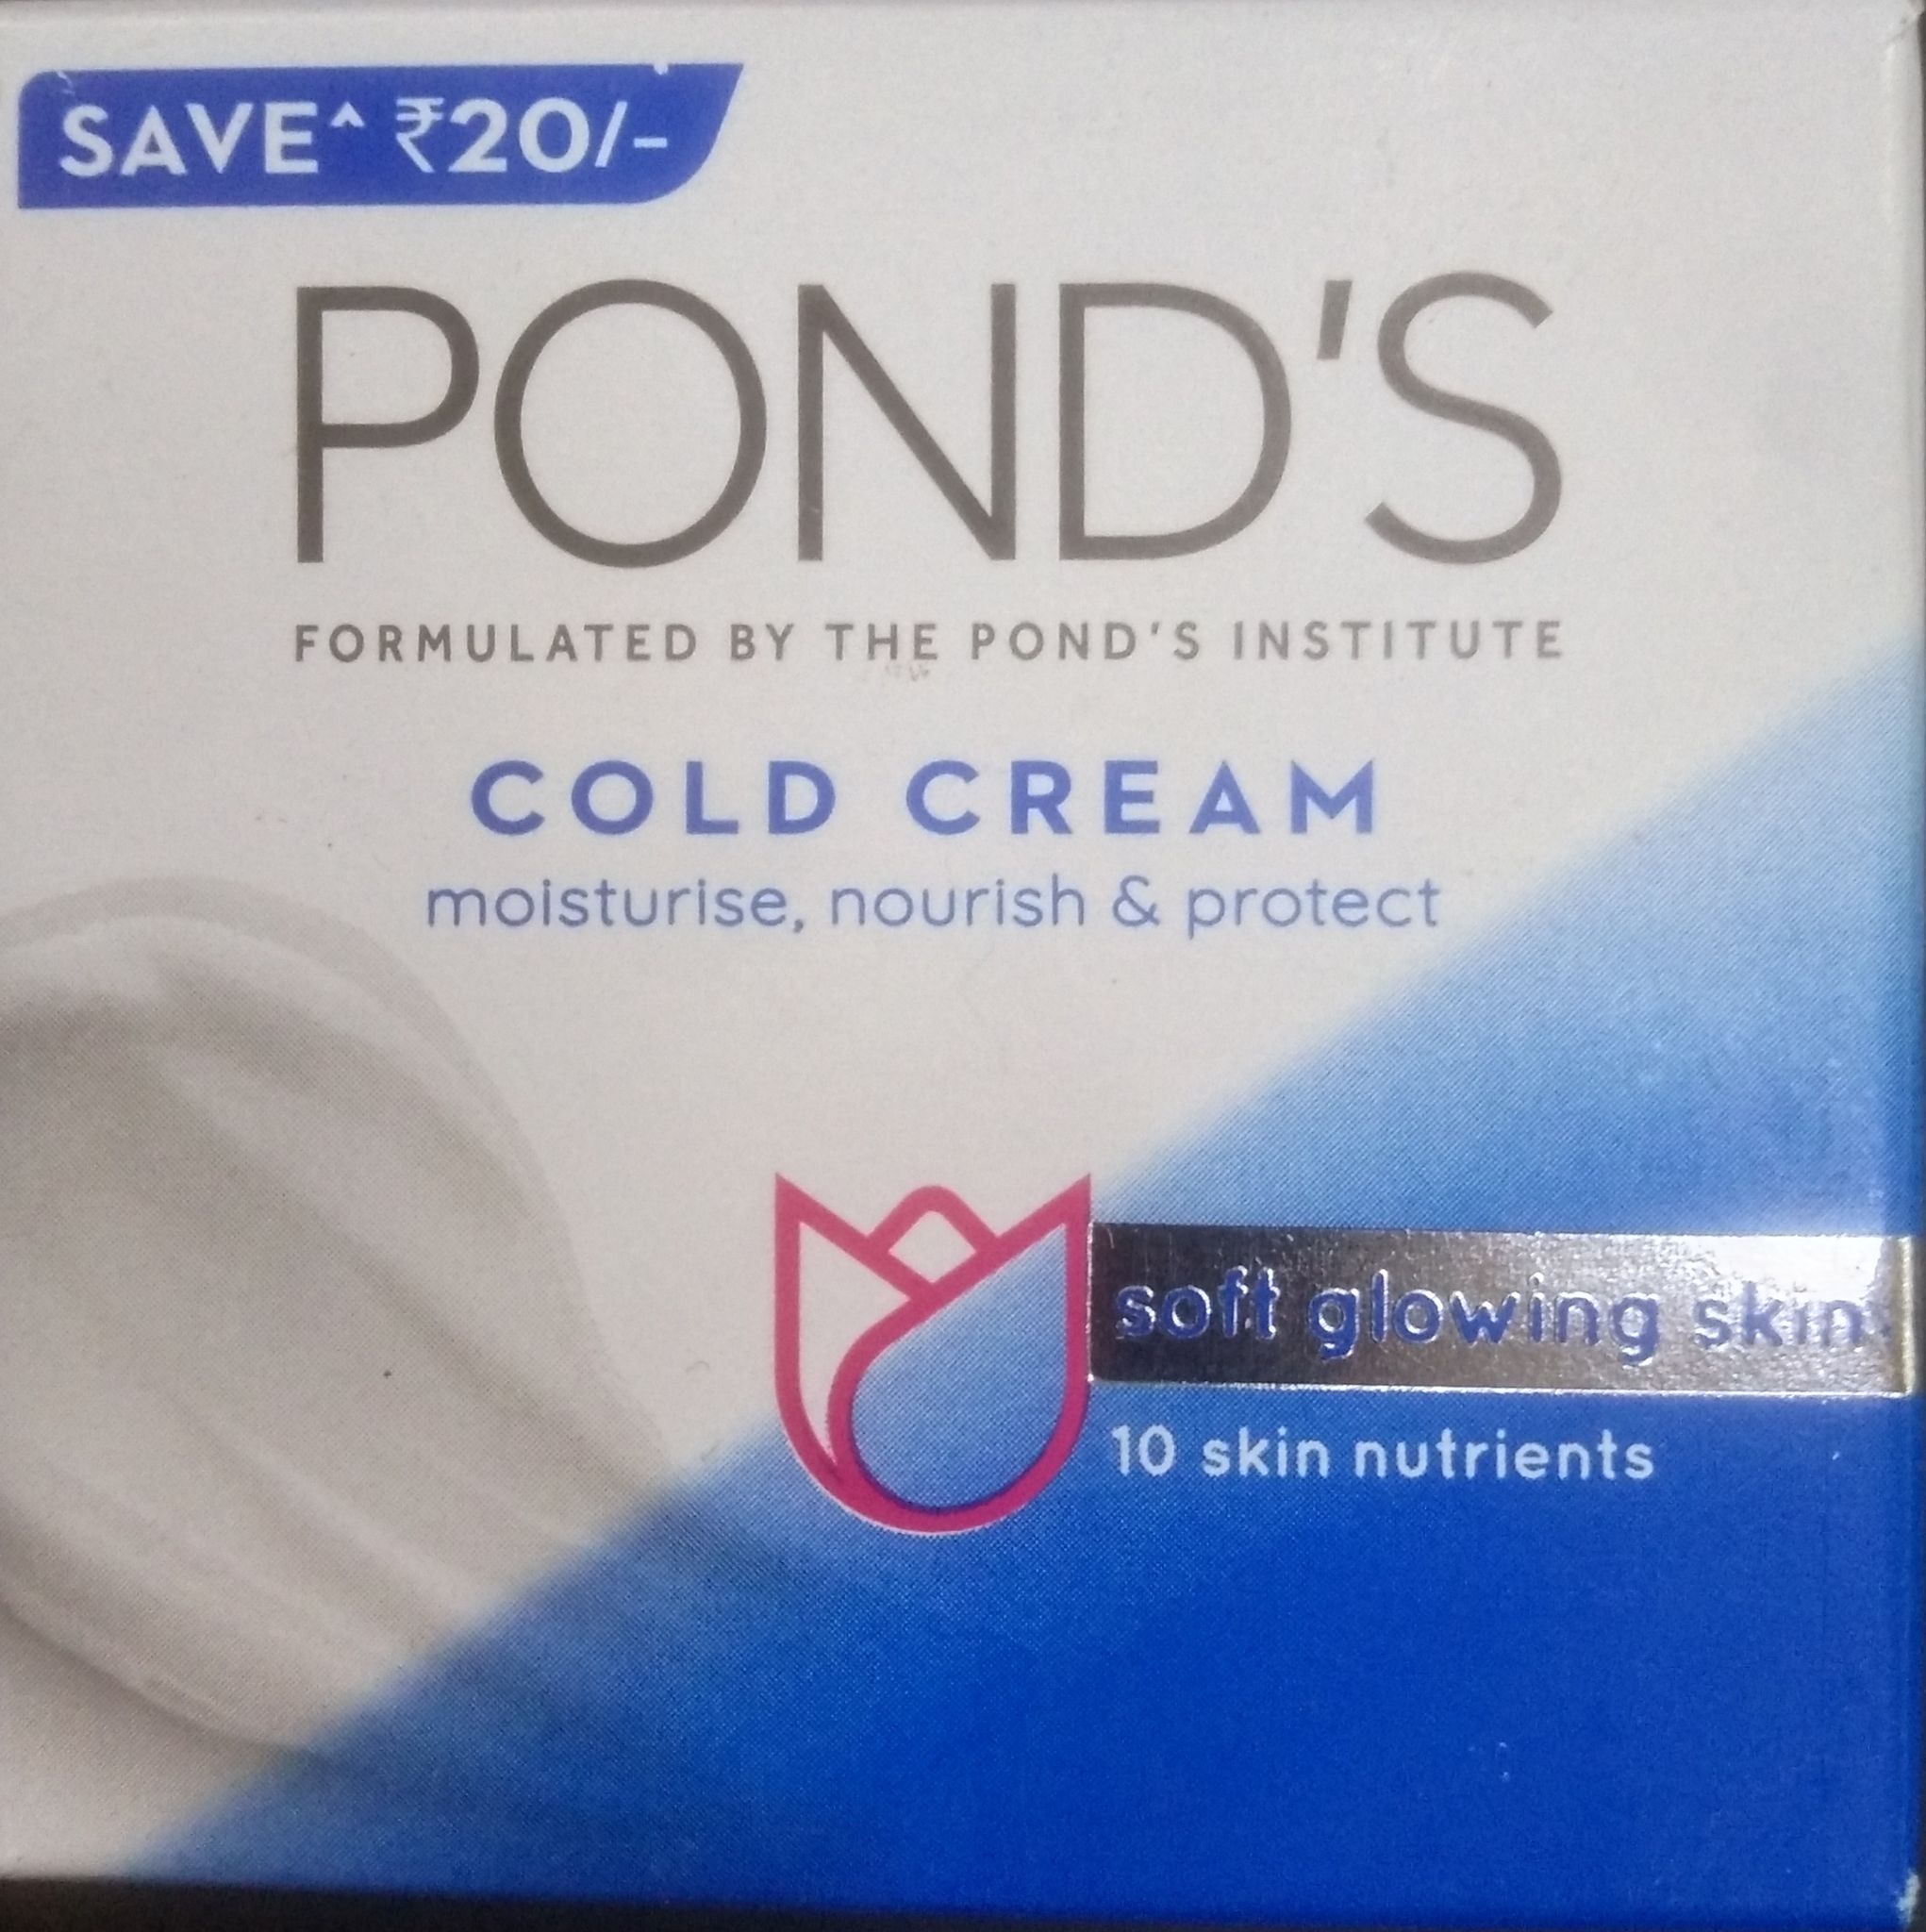 SAVE^ ₹20/-
POND'S
FORMULATED BY THE POND'S INSTITUTE
COLD CREAM
moisturise, nourish & protect
soft glowing skin
10 skin nutrients